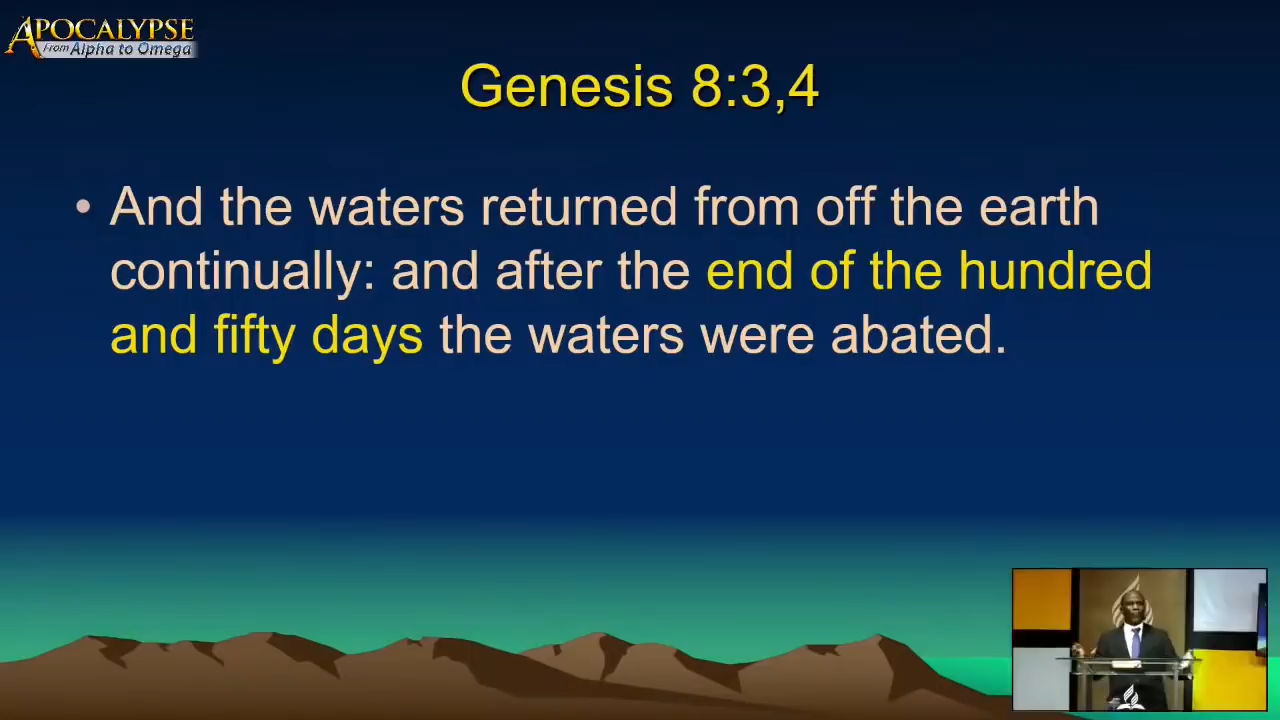 APOCALYPSE
From Alpha to Omega
Genesis 8:3,4
• And the waters returned from off the earth
continually: and after the end of the hundred
and fifty days the waters were abated.